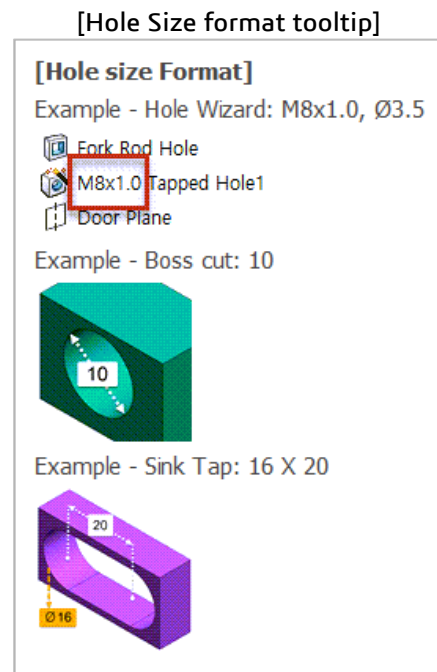 [Hole Size format tooltip]
[Hole size Format]
Example - Hole Wizard: M8x1.0, Ø3.5
Fork Rod Hole
M8x1.0 Tapped Hole1
Door Plane
Example - Boss cut: 10
10
Example - Sink Tap: 16 X 20
20
Ø16